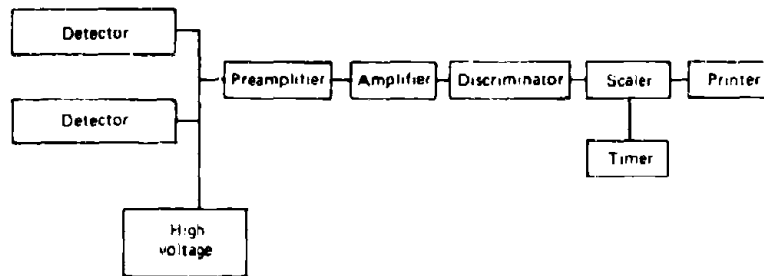 Detector
Preamplifier
Amplifier
Discriminator
Scaler
Printer
Detector
Timer
High
voltage